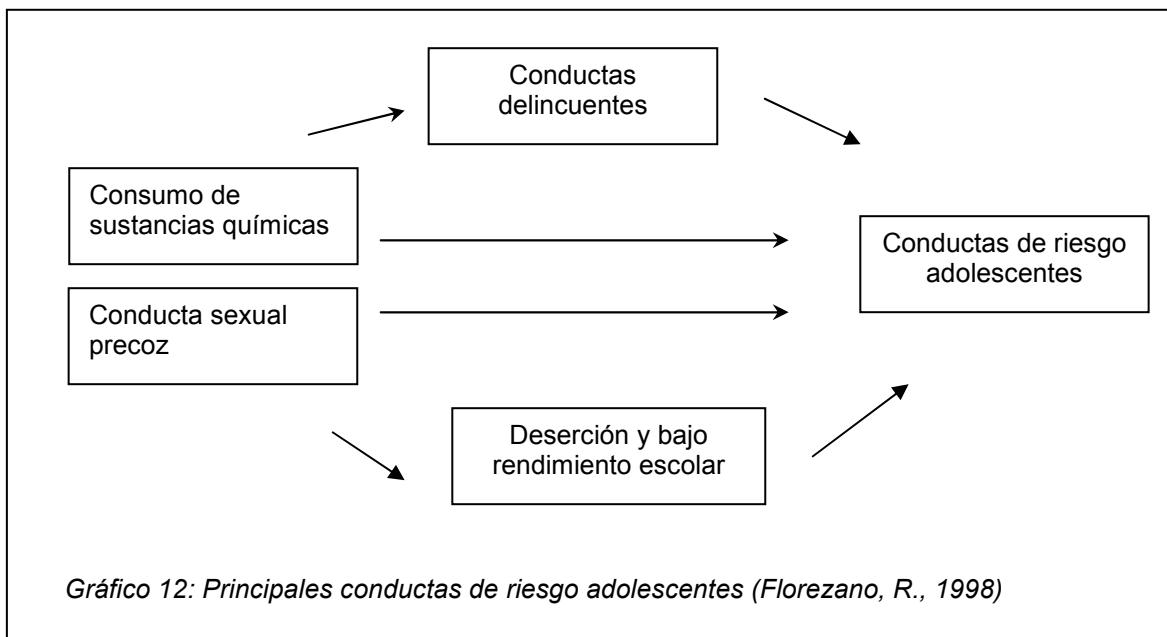 Conductas
delincuentes
Consumo de
sustancias químicas
Conductas de riesgo
adolescentes
Conducta sexual
precoz
Deserción y bajo
rendimiento escolar
Gráfico 12: Principales conductas de riesgo adolescentes (Florezano, R., 1998)